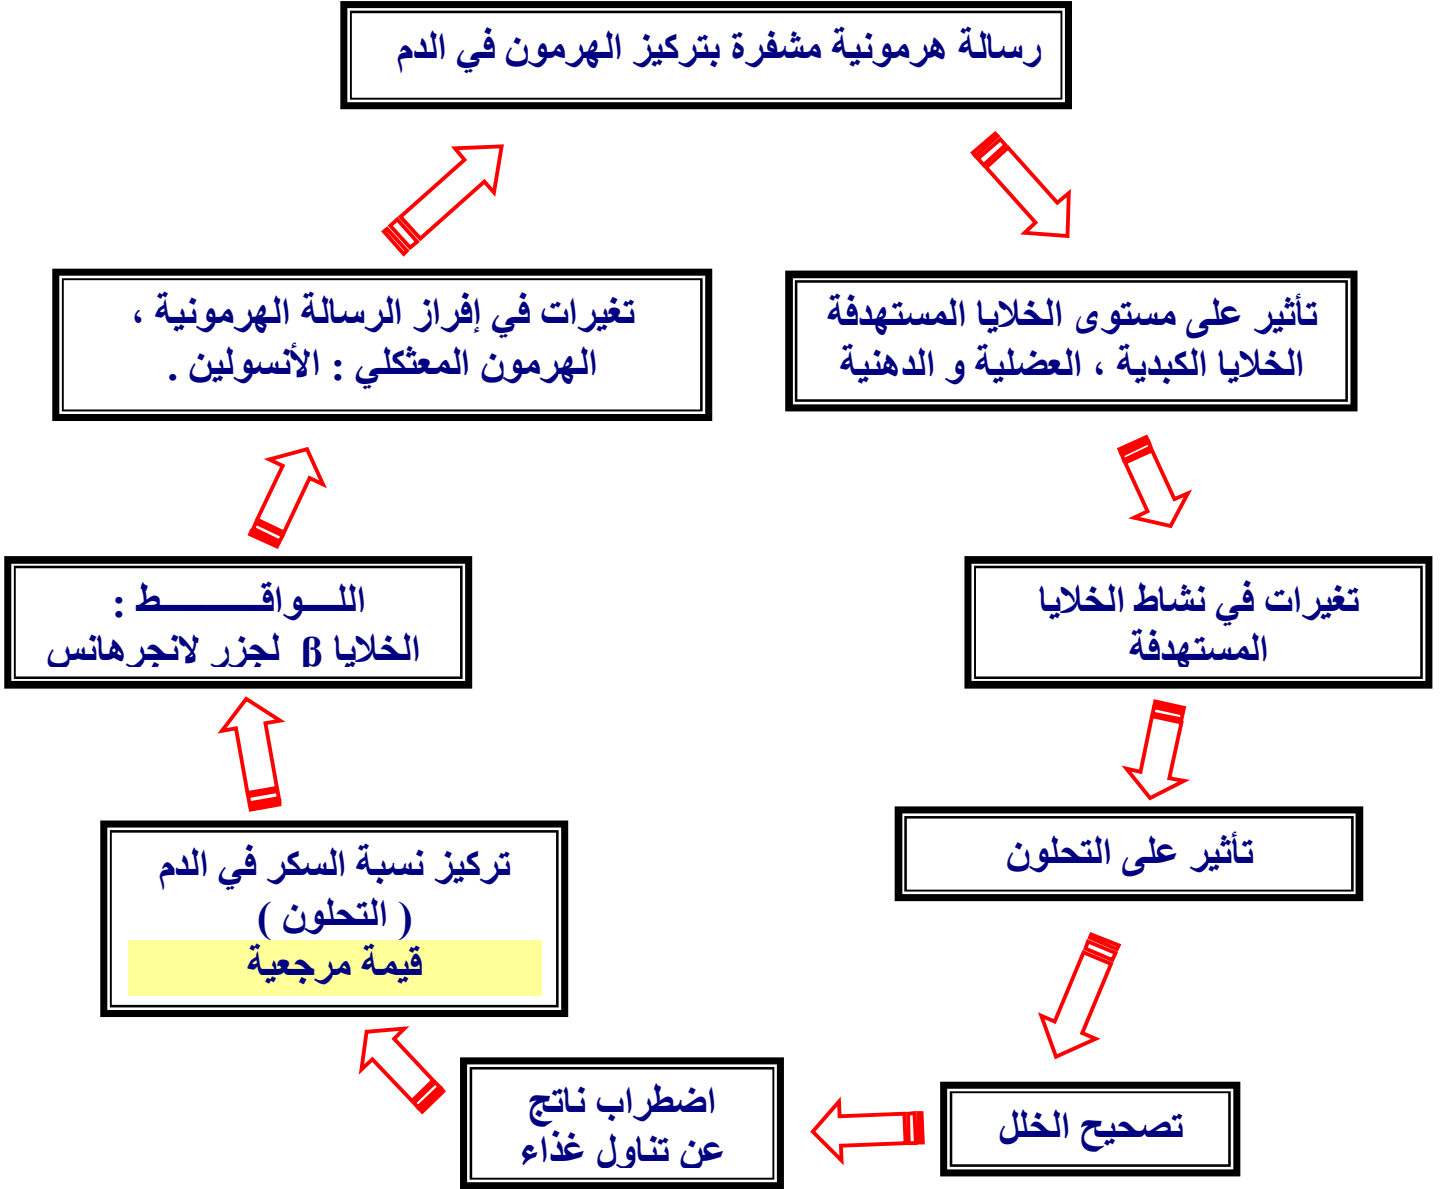 رسالة هرمونية مشفرة بتركيز الهرمون في الدم
تأثير على مستوى الخلايا المستهدفة
الخلايا الكبدية ، العضلية و الدهنية
تغيرات في نشاط الخلايا
المستهدفة
تأثير على التحلون
تصحيح الخلل
اضطراب ناتج
عن تناول غذاء
تركيز نسبة السكر في الدم
( التحلون )
قيمة مرجعية
اللـــواقـــــــــط :
الخلايا β لجزر لانجرهانس
تغيرات في إفراز الرسالة الهرمونية ،
الهرمون المعثكلي : الأنسولين .